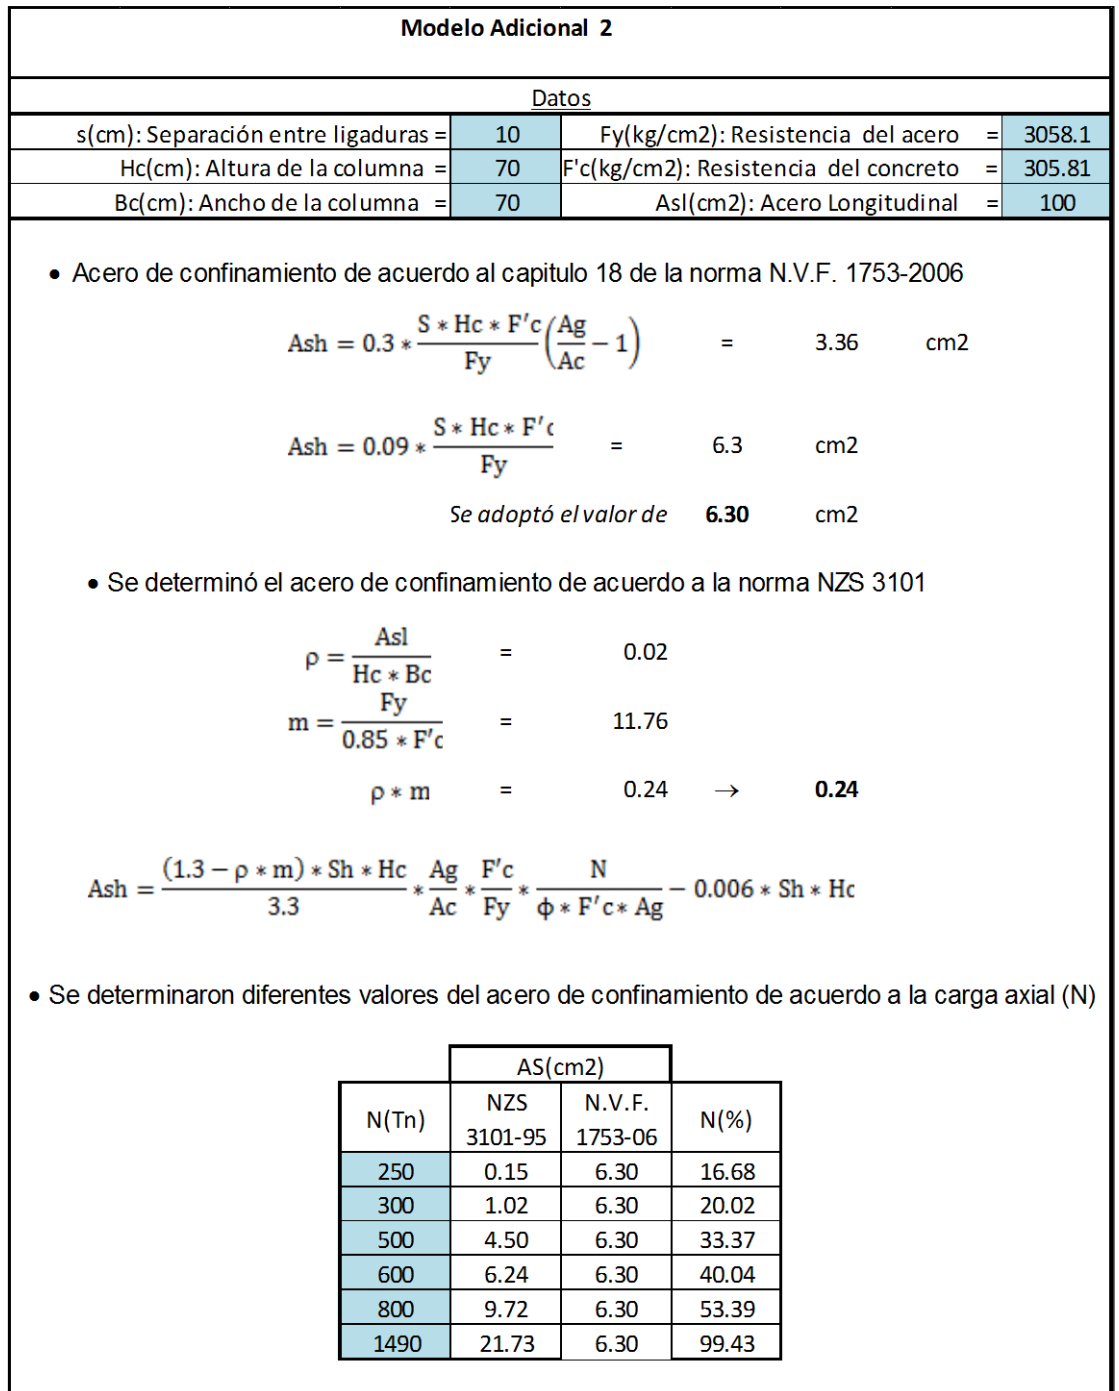 Modelo Adicional 2
Datos
s(cm): Separación entre ligaduras = 10 Fy(kg/cm2): Resistencia del acero = 3058.1
Hc(cm): Altura de la columna = 70 F'c(kg/cm2): Resistencia del concreto = 305.81
Bc(cm): Ancho de la columna = 70 Asl(cm2): Acero Longitudinal = 100
• Acero de confinamiento de acuerdo al capitulo 18 de la norma N.V.F. 1753-2006
Ash = 0.3 * (S * Hc * F'c)/Fy (Ag/Ac − 1) = 3.36 cm2
Ash = 0.09 * (S * Hc * F'c)/Fy = 6.3 cm2
Se adoptó el valor de 6.30 cm2
• Se determinó el acero de confinamiento de acuerdo a la norma NZS 3101
ρ = Asl/(Hc * Bc) = 0.02
m = Fy/(0.85 * F'c) = 11.76
ρ * m = 0.24 → 0.24
Ash = ((1.3 − ρ * m) * Sh * Hc)/3.3 * Ag/Ac * F'c/Fy * N/(ϕ * F'c * Ag) − 0.006 * Sh * Hc
• Se determinaron diferentes valores del acero de confinamiento de acuerdo a la carga axial (N)
AS(cm2)
N(Tn) NZS 3101-95 N.V.F. 1753-06 N(%)
250 0.15 6.30 16.68
300 1.02 6.30 20.02
500 4.50 6.30 33.37
600 6.24 6.30 40.04
800 9.72 6.30 53.39
1490 21.73 6.30 99.43